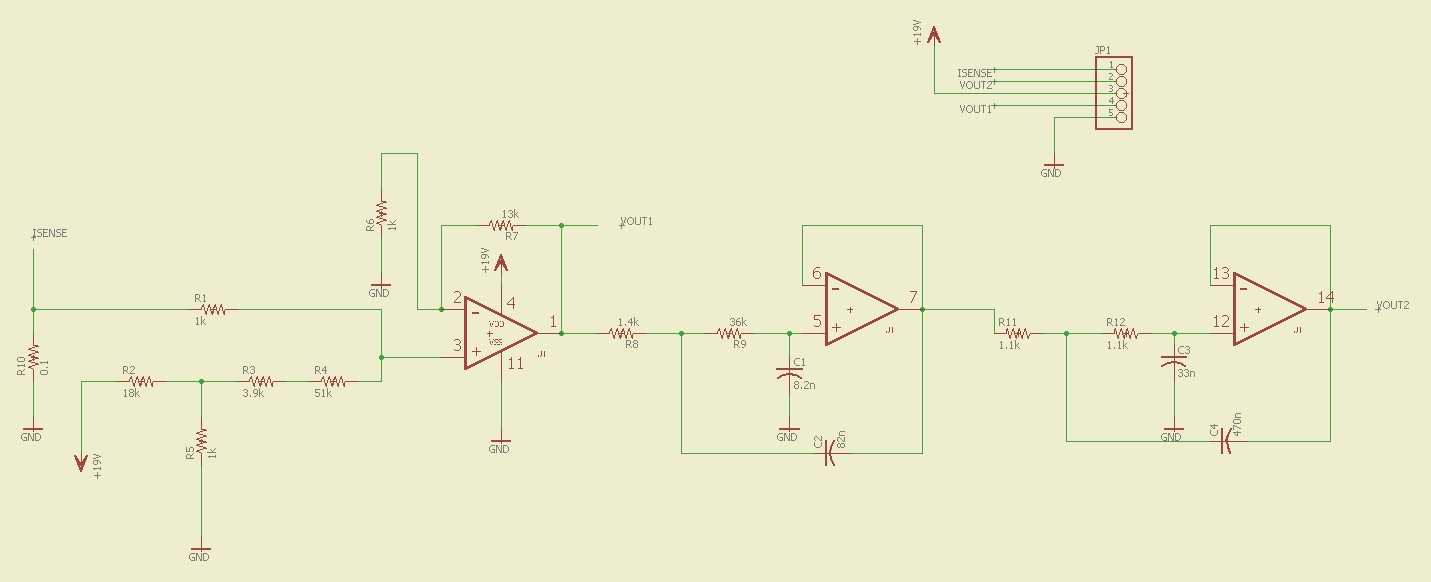 +19V
JP1
ISENSE
1
VOUT2
2
3
VOUT1
4
5
GND
ISENSE
R6
1k
GND
13k
R7
VOUT1
+19V
R1
1k
R10
0.1
GND
R2
18k
R3
3.9k
R4
51k
+19V
R5
1k
GND
2
3
4
11
1
VCC
VSS
J1
GND
1.4k
R8
36k
R9
C1
8.2n
GND
C2
82n
6
5
7
J1
R11
1.1k
R12
1.1k
C3
33n
GND
C4
470n
13
12
14
J1
VOUT2